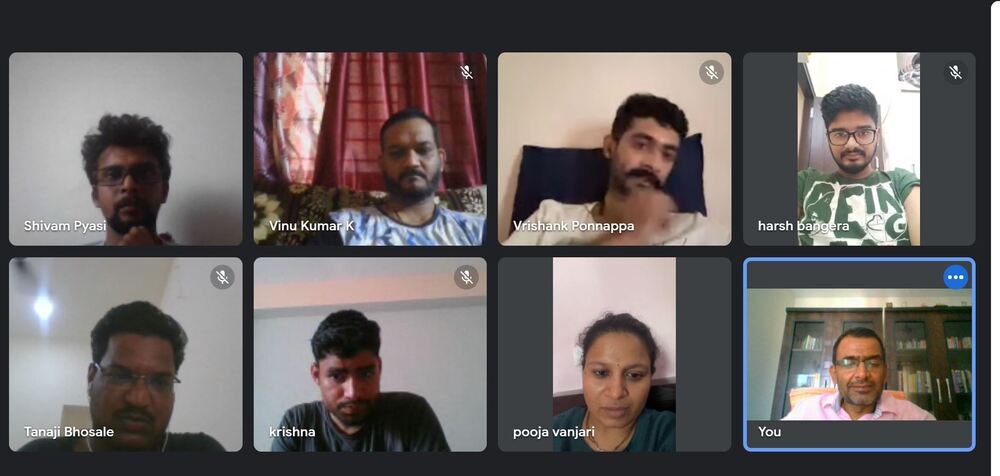 Shivam Pyasi
Vinu Kumar K
Vrishank Ponnappa
harsh bangera
Tanaji Bhosale
krishna
pooja vanjari
You